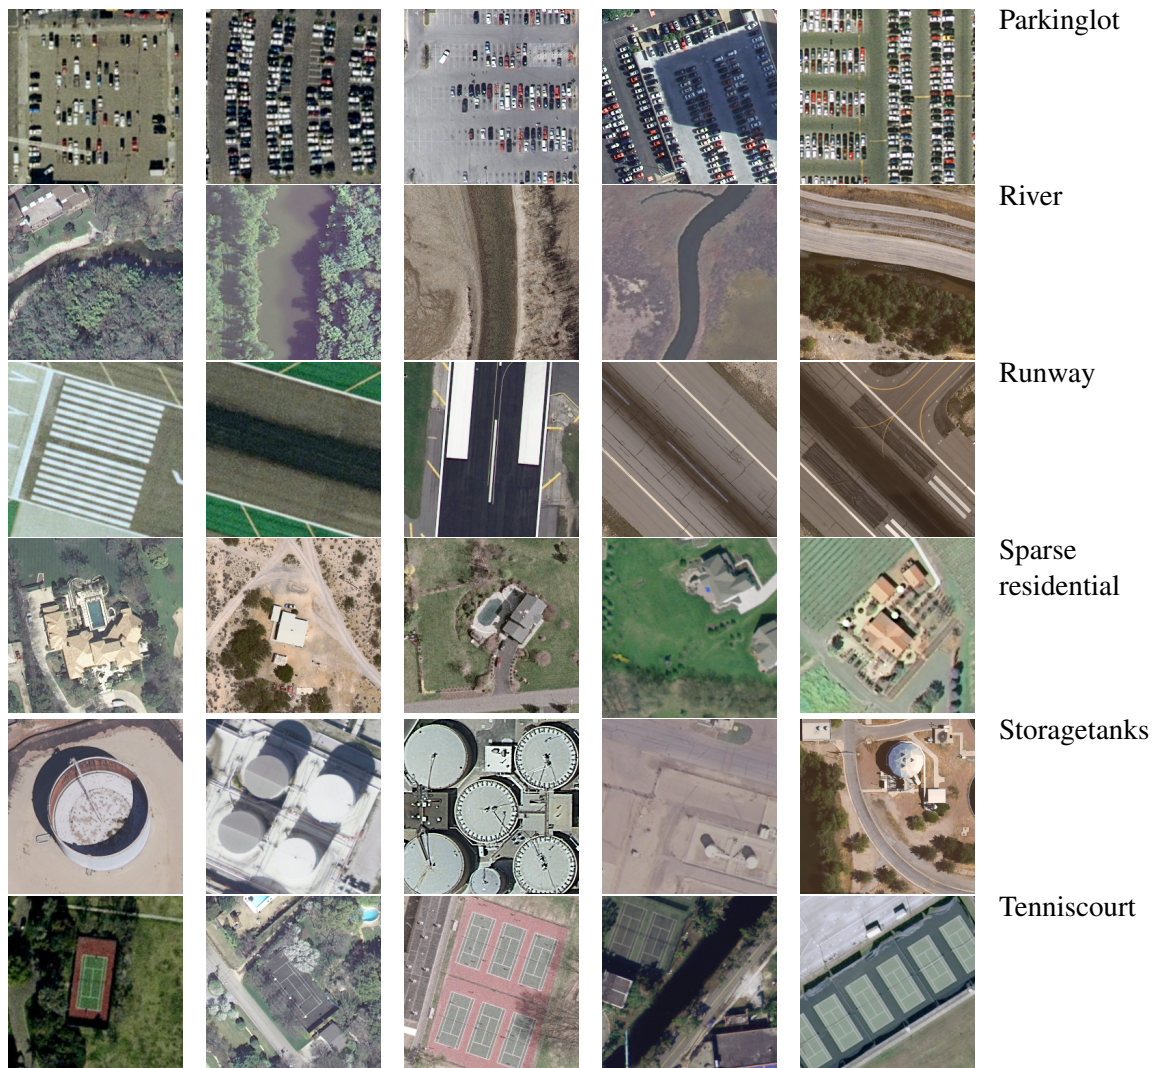 Parkinglot
River
Runway
Sparse
residential
Storagetanks
Tenniscourt